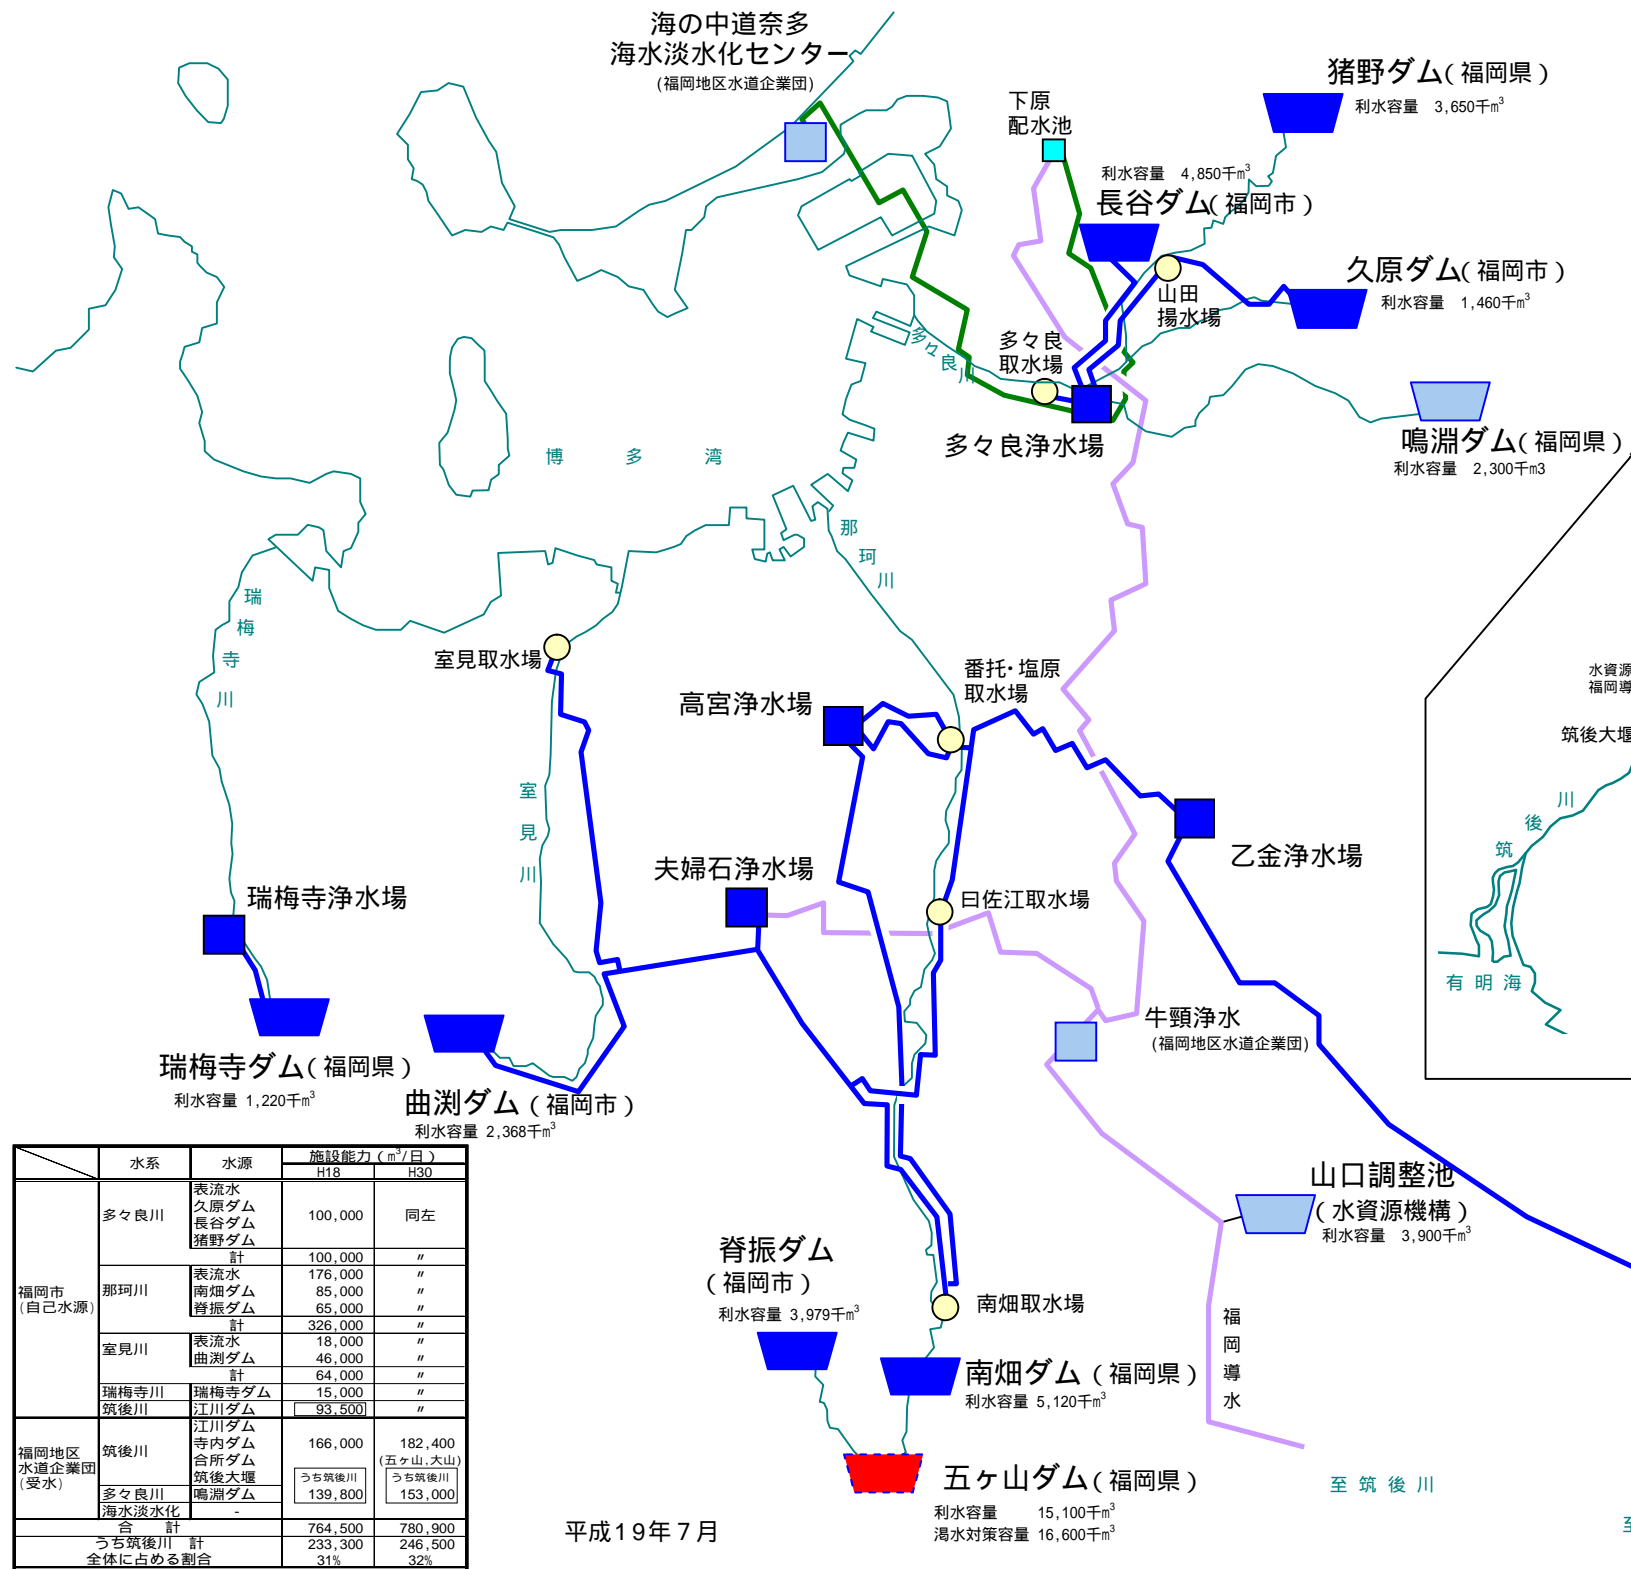 海の中道奈多
海水淡水化センター
(福岡地区水道企業団)
猪野ダム(福岡県)
利水容量 3,650千m³
下原
配水池
利水容量 4,850千m³
長谷ダム(福岡市)
久原ダム(福岡市)
利水容量 1,460千m³
山田
揚水場
多々良
取水場
多々良川
多々良浄水場
鳴淵ダム(福岡県)
利水容量 2,300千m3
博多湾
那珂川
瑞梅寺川
室見取水場
番托・塩原
取水場
高宮浄水場
水資源
福岡導
筑後大堰
室見川
筑後川
夫婦石浄水場
乙金浄水場
瑞梅寺浄水場
曰佐江取水場
有明海
牛頸浄水
(福岡地区水道企業団)
瑞梅寺ダム(福岡県)
利水容量 1,220千m³
曲渕ダム(福岡市)
利水容量 2,368千m³
山口調整池
(水資源機構)
利水容量 3,900千m³
脊振ダム
(福岡市)
利水容量 3,979千m³
南畑取水場
福岡導水
南畑ダム(福岡県)
利水容量 5,120千m³
五ヶ山ダム(福岡県)
利水容量 15,100千m³
渇水対策容量 16,600千m³
至筑後川
至
平成19年7月
水系 水源 施設能力(m³/日)
H18 H30
福岡市
(自己水源)
多々良川
表流水
久原ダム
長谷ダム
猪野ダム
100,000 同左
計 100,000 〃
那珂川
表流水 176,000 〃
南畑ダム 85,000 〃
脊振ダム 65,000 〃
計 326,000 〃
室見川
表流水 18,000 〃
曲渕ダム 46,000 〃
計 64,000 〃
瑞梅寺川 瑞梅寺ダム 15,000 〃
筑後川 江川ダム 93,500 〃
福岡地区
水道企業団
(受水)
筑後川
江川ダム
寺内ダム
合所ダム
筑後大堰
166,000 182,400
(五ヶ山,大山)
うち筑後川 うち筑後川
多々良川 鳴淵ダム 139,800 153,000
海水淡水化 -
合計 764,500 780,900
うち筑後川 計 233,300 246,500
全体に占める割合 31% 32%